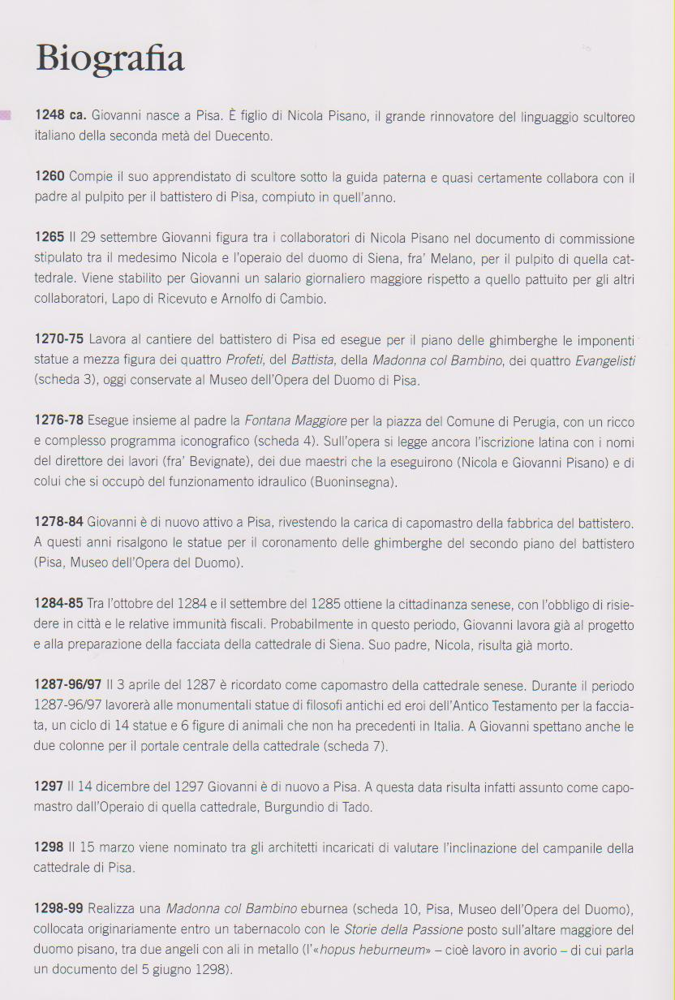 Biografia
1248 ca. Giovanni nasce a Pisa. È figlio di Nicola Pisano, il grande rinnovatore del linguaggio scultoreo
italiano della seconda metà del Duecento.
1260 Compie il suo apprendistato di scultore sotto la guida paterna e quasi certamente collabora con il
padre al pulpito per il battistero di Pisa, compiuto in quell'anno.
1265 Il 29 settembre Giovanni figura tra i collaboratori di Nicola Pisano nel documento di commissione
stipulato tra il medesimo Nicola e l'operaio del duomo di Siena, fra' Melano, per il pulpito di quella cat-
tedrale. Viene stabilito per Giovanni un salario giornaliero maggiore rispetto a quello pattuito per gli altri
collaboratori, Lapo di Ricevuto e Arnolfo di Cambio.
1270-75 Lavora al cantiere del battistero di Pisa ed esegue per il piano delle ghimberghe le imponenti
statue a mezza figura dei quattro Profeti, del Battista, della Madonna col Bambino, dei quattro Evangelisti
(scheda 3), oggi conservate al Museo dell'Opera del Duomo di Pisa.
1276-78 Esegue insieme al padre la Fontana Maggiore per la piazza del Comune di Perugia, con un ricco
e complesso programma iconografico (scheda 4). Sull'opera si legge ancora l'iscrizione latina con i nomi
del direttore dei lavori (fra' Bevignate), dei due maestri che la eseguirono (Nicola e Giovanni Pisano) e di
colui che si occupò del funzionamento idraulico (Buoninsegna).
1278-84 Giovanni è di nuovo attivo a Pisa, rivestendo la carica di capomastro della fabbrica del battistero.
A questi anni risalgono le statue per il coronamento delle ghimberghe del secondo piano del battistero
(Pisa, Museo dell'Opera del Duomo).
1284-85 Tra l'ottobre del 1284 e il settembre del 1285 ottiene la cittadinanza senese, con l'obbligo di risie-
dere in città e le relative immunità fiscali. Probabilmente in questo periodo, Giovanni lavora già al progetto
e alla preparazione della facciata della cattedrale di Siena. Suo padre, Nicola, risulta già morto.
1287-96/97 Il 3 aprile del 1287 è ricordato come capomastro della cattedrale senese. Durante il periodo
1287-96/97 lavorerà alle monumentali statue di filosofi antichi ed eroi dell'Antico Testamento per la faccia-
ta, un ciclo di 14 statue e 6 figure di animali che non ha precedenti in Italia. A Giovanni spettano anche le
due colonne per il portale centrale della cattedrale (scheda 7).
1297 Il 14 dicembre del 1297 Giovanni è di nuovo a Pisa. A questa data risulta infatti assunto come capo-
mastro dall'Operaio di quella cattedrale, Burgundio di Tado.
1298 Il 15 marzo viene nominato tra gli architetti incaricati di valutare l'inclinazione del campanile della
cattedrale di Pisa.
1298-99 Realizza una Madonna col Bambino eburnea (scheda 10, Pisa, Museo dell'Opera del Duomo),
collocata originariamente entro un tabernacolo con le Storie della Passione posto sull'altare maggiore del
duomo pisano, tra due angeli con ali in metallo (l'«hopus heburneum» – cioè lavoro in avorio – di cui parla
un documento del 5 giugno 1298).